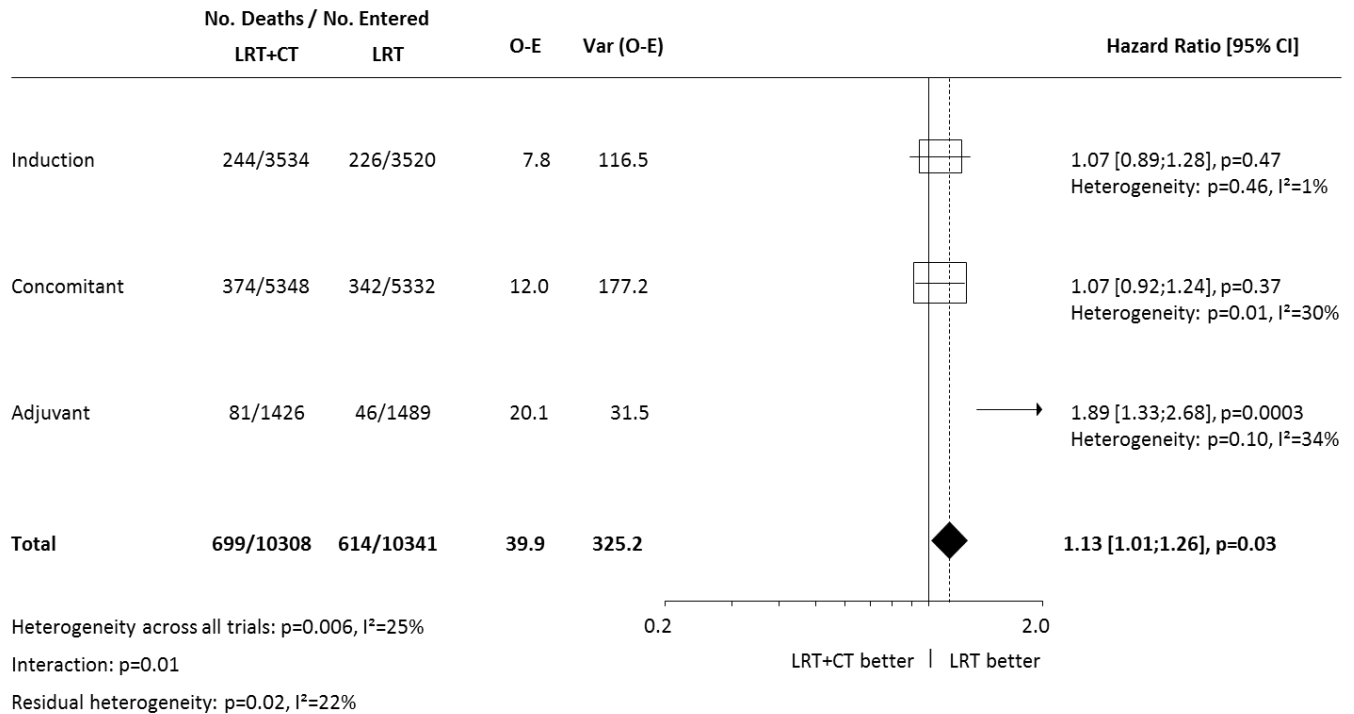 No. Deaths / No. Entered
LRT+CT LRT O-E Var (O-E) Hazard Ratio [95% CI]
Induction 244/3534 226/3520 7.8 116.5 1.07 [0.89;1.28], p=0.47
Heterogeneity: p=0.46, I²=1%
Concomitant 374/5348 342/5332 12.0 177.2 1.07 [0.92;1.24], p=0.37
Heterogeneity: p=0.01, I²=30%
Adjuvant 81/1426 46/1489 20.1 31.5 1.89 [1.33;2.68], p=0.0003
Heterogeneity: p=0.10, I²=34%
Total 699/10308 614/10341 39.9 325.2 1.13 [1.01;1.26], p=0.03
Heterogeneity across all trials: p=0.006, I²=25% 0.2 2.0
Interaction: p=0.01 LRT+CT better | LRT better
Residual heterogeneity: p=0.02, I²=22%